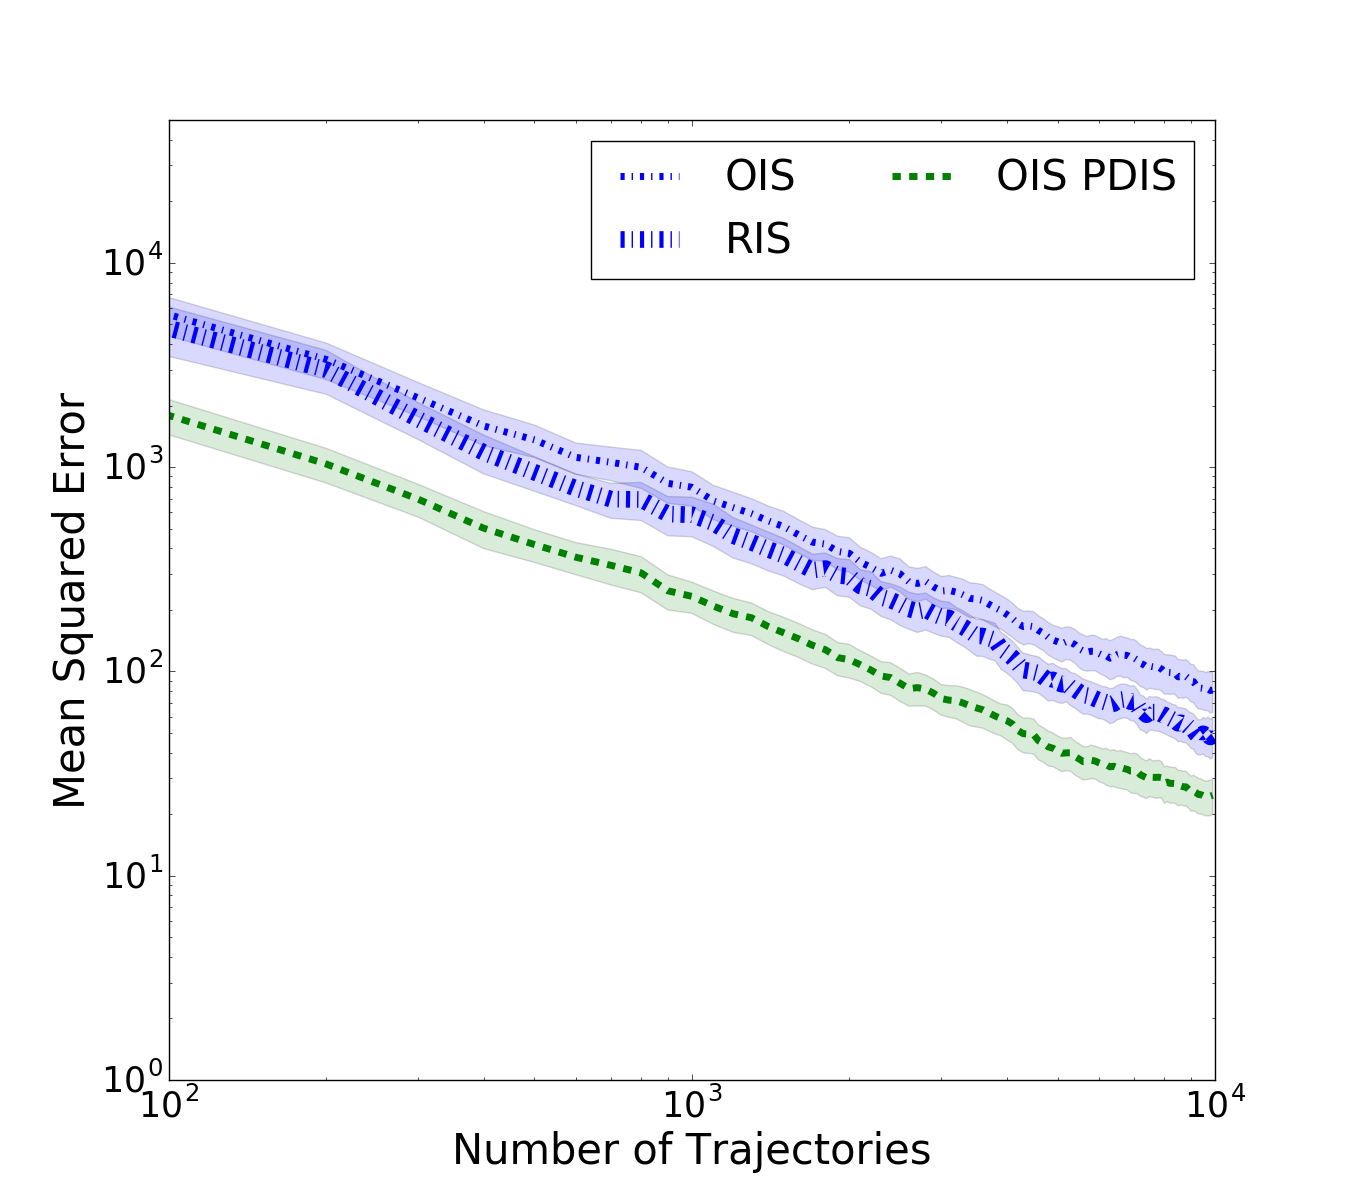 OIS
OIS PDIS
RIS
10^4
10^3
10^2
10^1
10^0
Mean Squared Error
10^2
10^3
10^4
Number of Trajectories